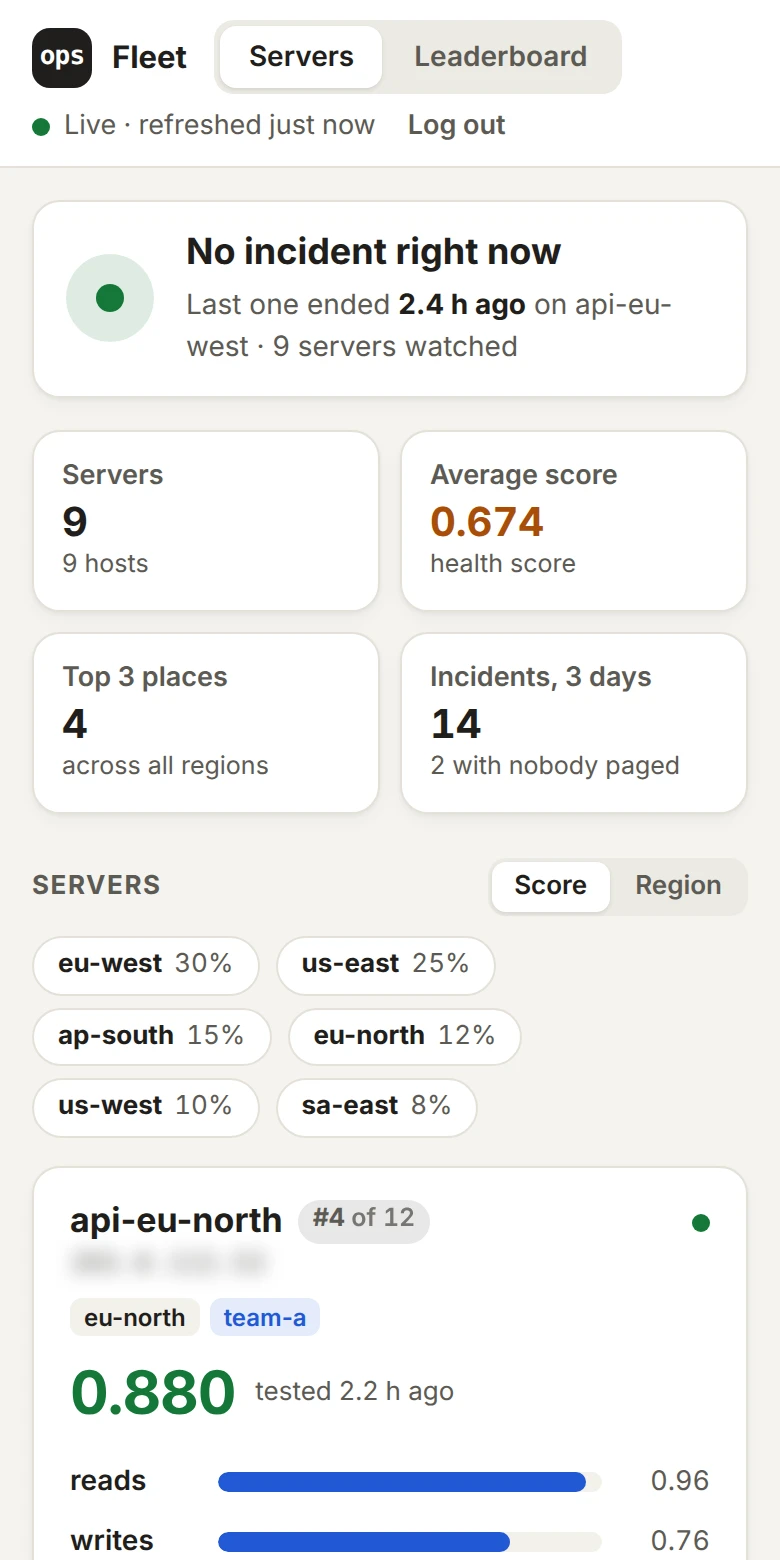 ops Fleet Servers Leaderboard
Live · refreshed just now Log out
No incident right now
Last one ended 2.4 h ago on api-eu-
west · 9 servers watched
Servers
9
9 hosts
Average score
0.674
health score
Top 3 places
4
across all regions
Incidents, 3 days
14
2 with nobody paged
SERVERS Score Region
eu-west 30% us-east 25%
ap-south 15% eu-north 12%
us-west 10% sa-east 8%
api-eu-north #4 of 12
eu-north team-a
0.880 tested 2.2 h ago
reads 0.96
writes 0.76